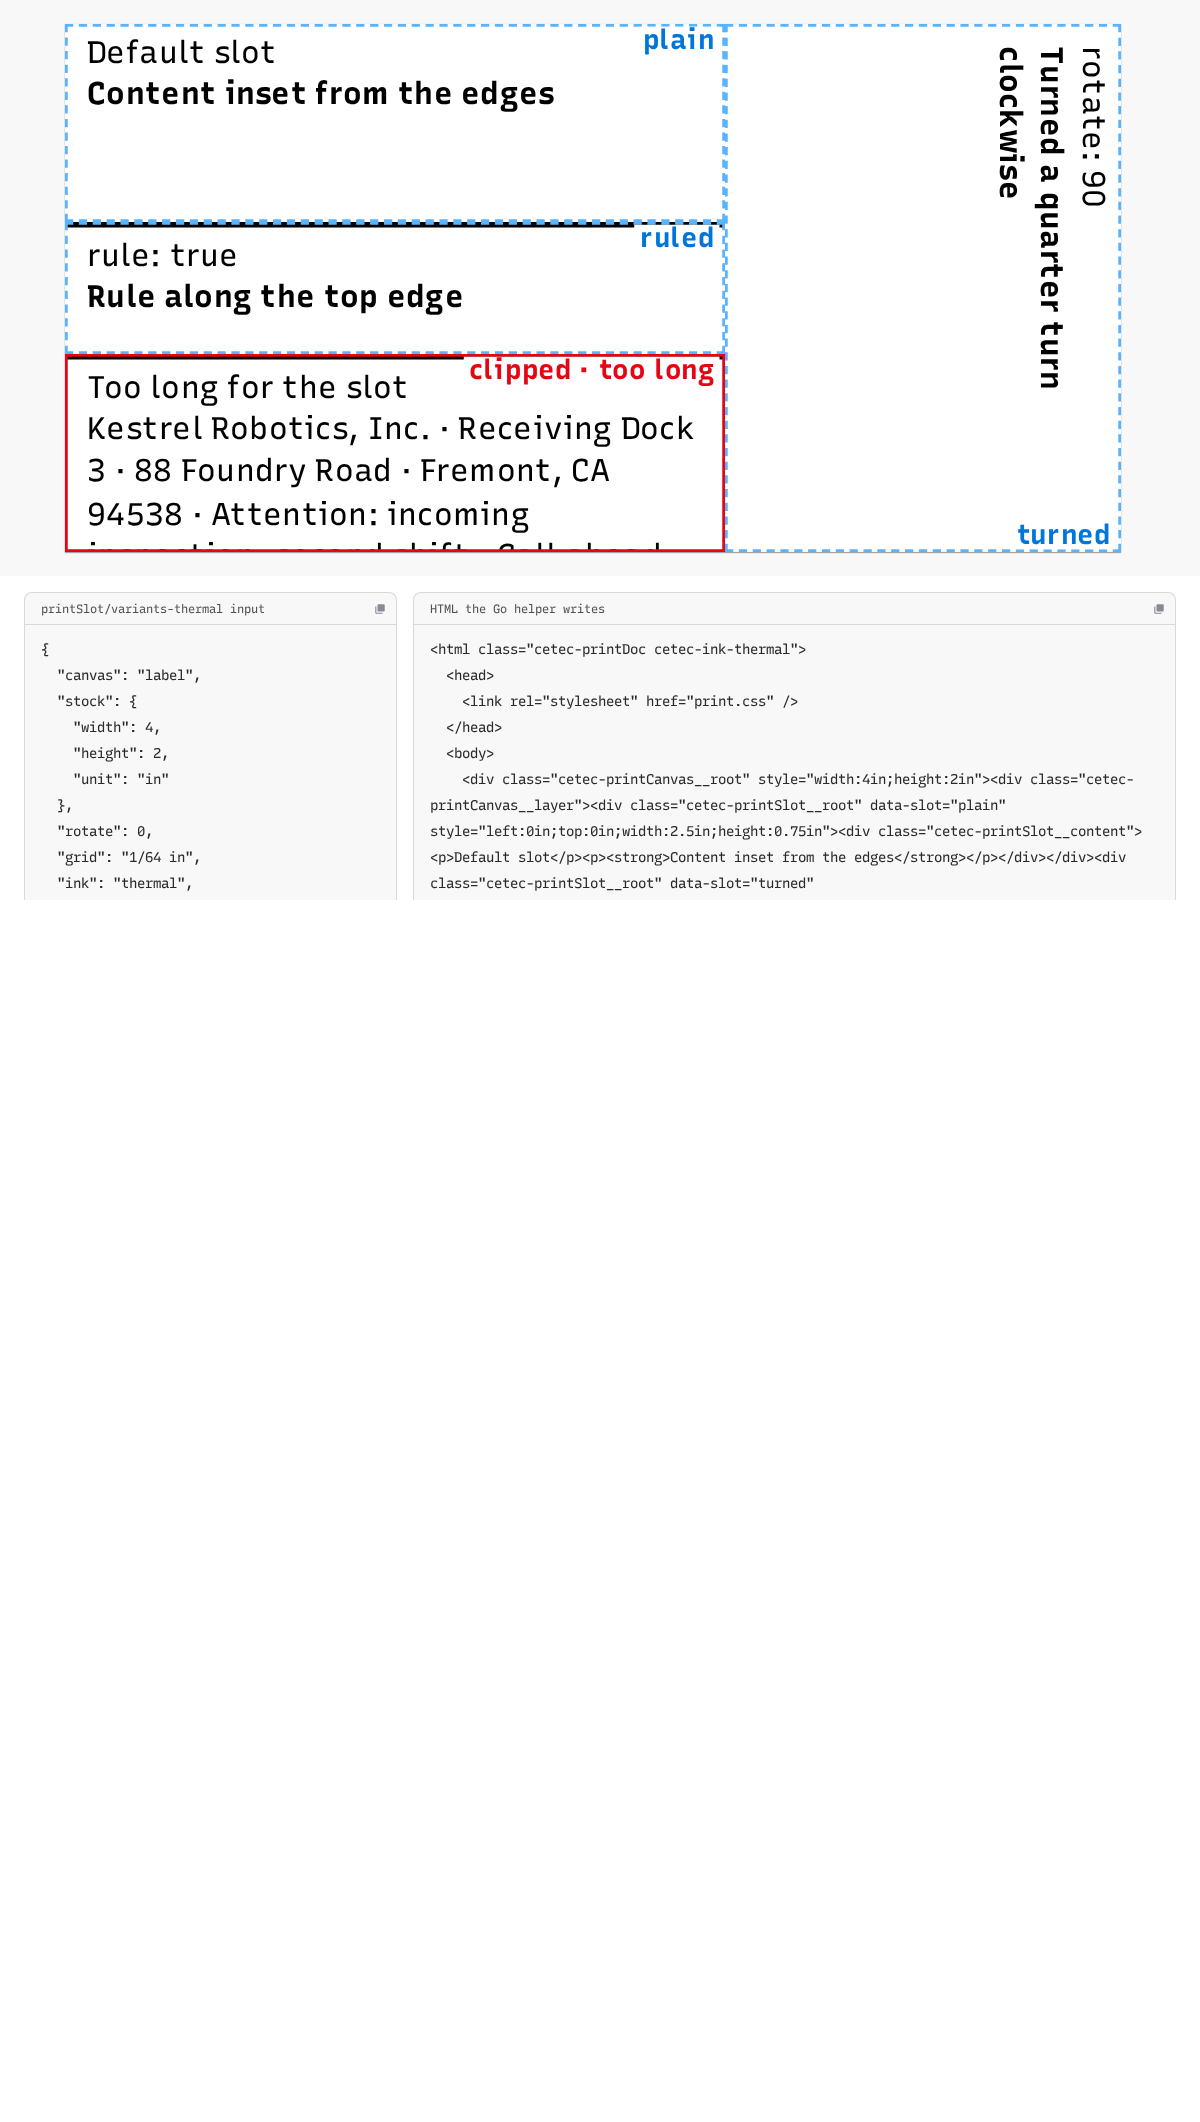 Default slot
plain
Content inset from the edges
rule: true
ruled
Rule along the top edge
Too long for the slot
clipped · too long
Kestrel Robotics, Inc. · Receiving Dock
3 · 88 Foundry Road · Fremont, CA
94538 · Attention: incoming
rotate: 90
Turned a quarter turn
clockwise
turned
printSlot/variants-thermal input
{
"canvas": "label",
"stock": {
"width": 4,
"height": 2,
"unit": "in"
},
"rotate": 0,
"grid": "1/64 in",
"ink": "thermal",
HTML the Go helper writes
<html class="cetec-printDoc cetec-ink-thermal">
<head>
<link rel="stylesheet" href="print.css" />
</head>
<body>
<div class="cetec-printCanvas__root" style="width:4in;height:2in"><div class="cetec-
printCanvas__layer"><div class="cetec-printSlot__root" data-slot="plain"
style="left:0in;top:0in;width:2.5in;height:0.75in"><div class="cetec-printSlot__content">
<p>Default slot</p><p><strong>Content inset from the edges</strong></p></div></div><div
class="cetec-printSlot__root" data-slot="turned"